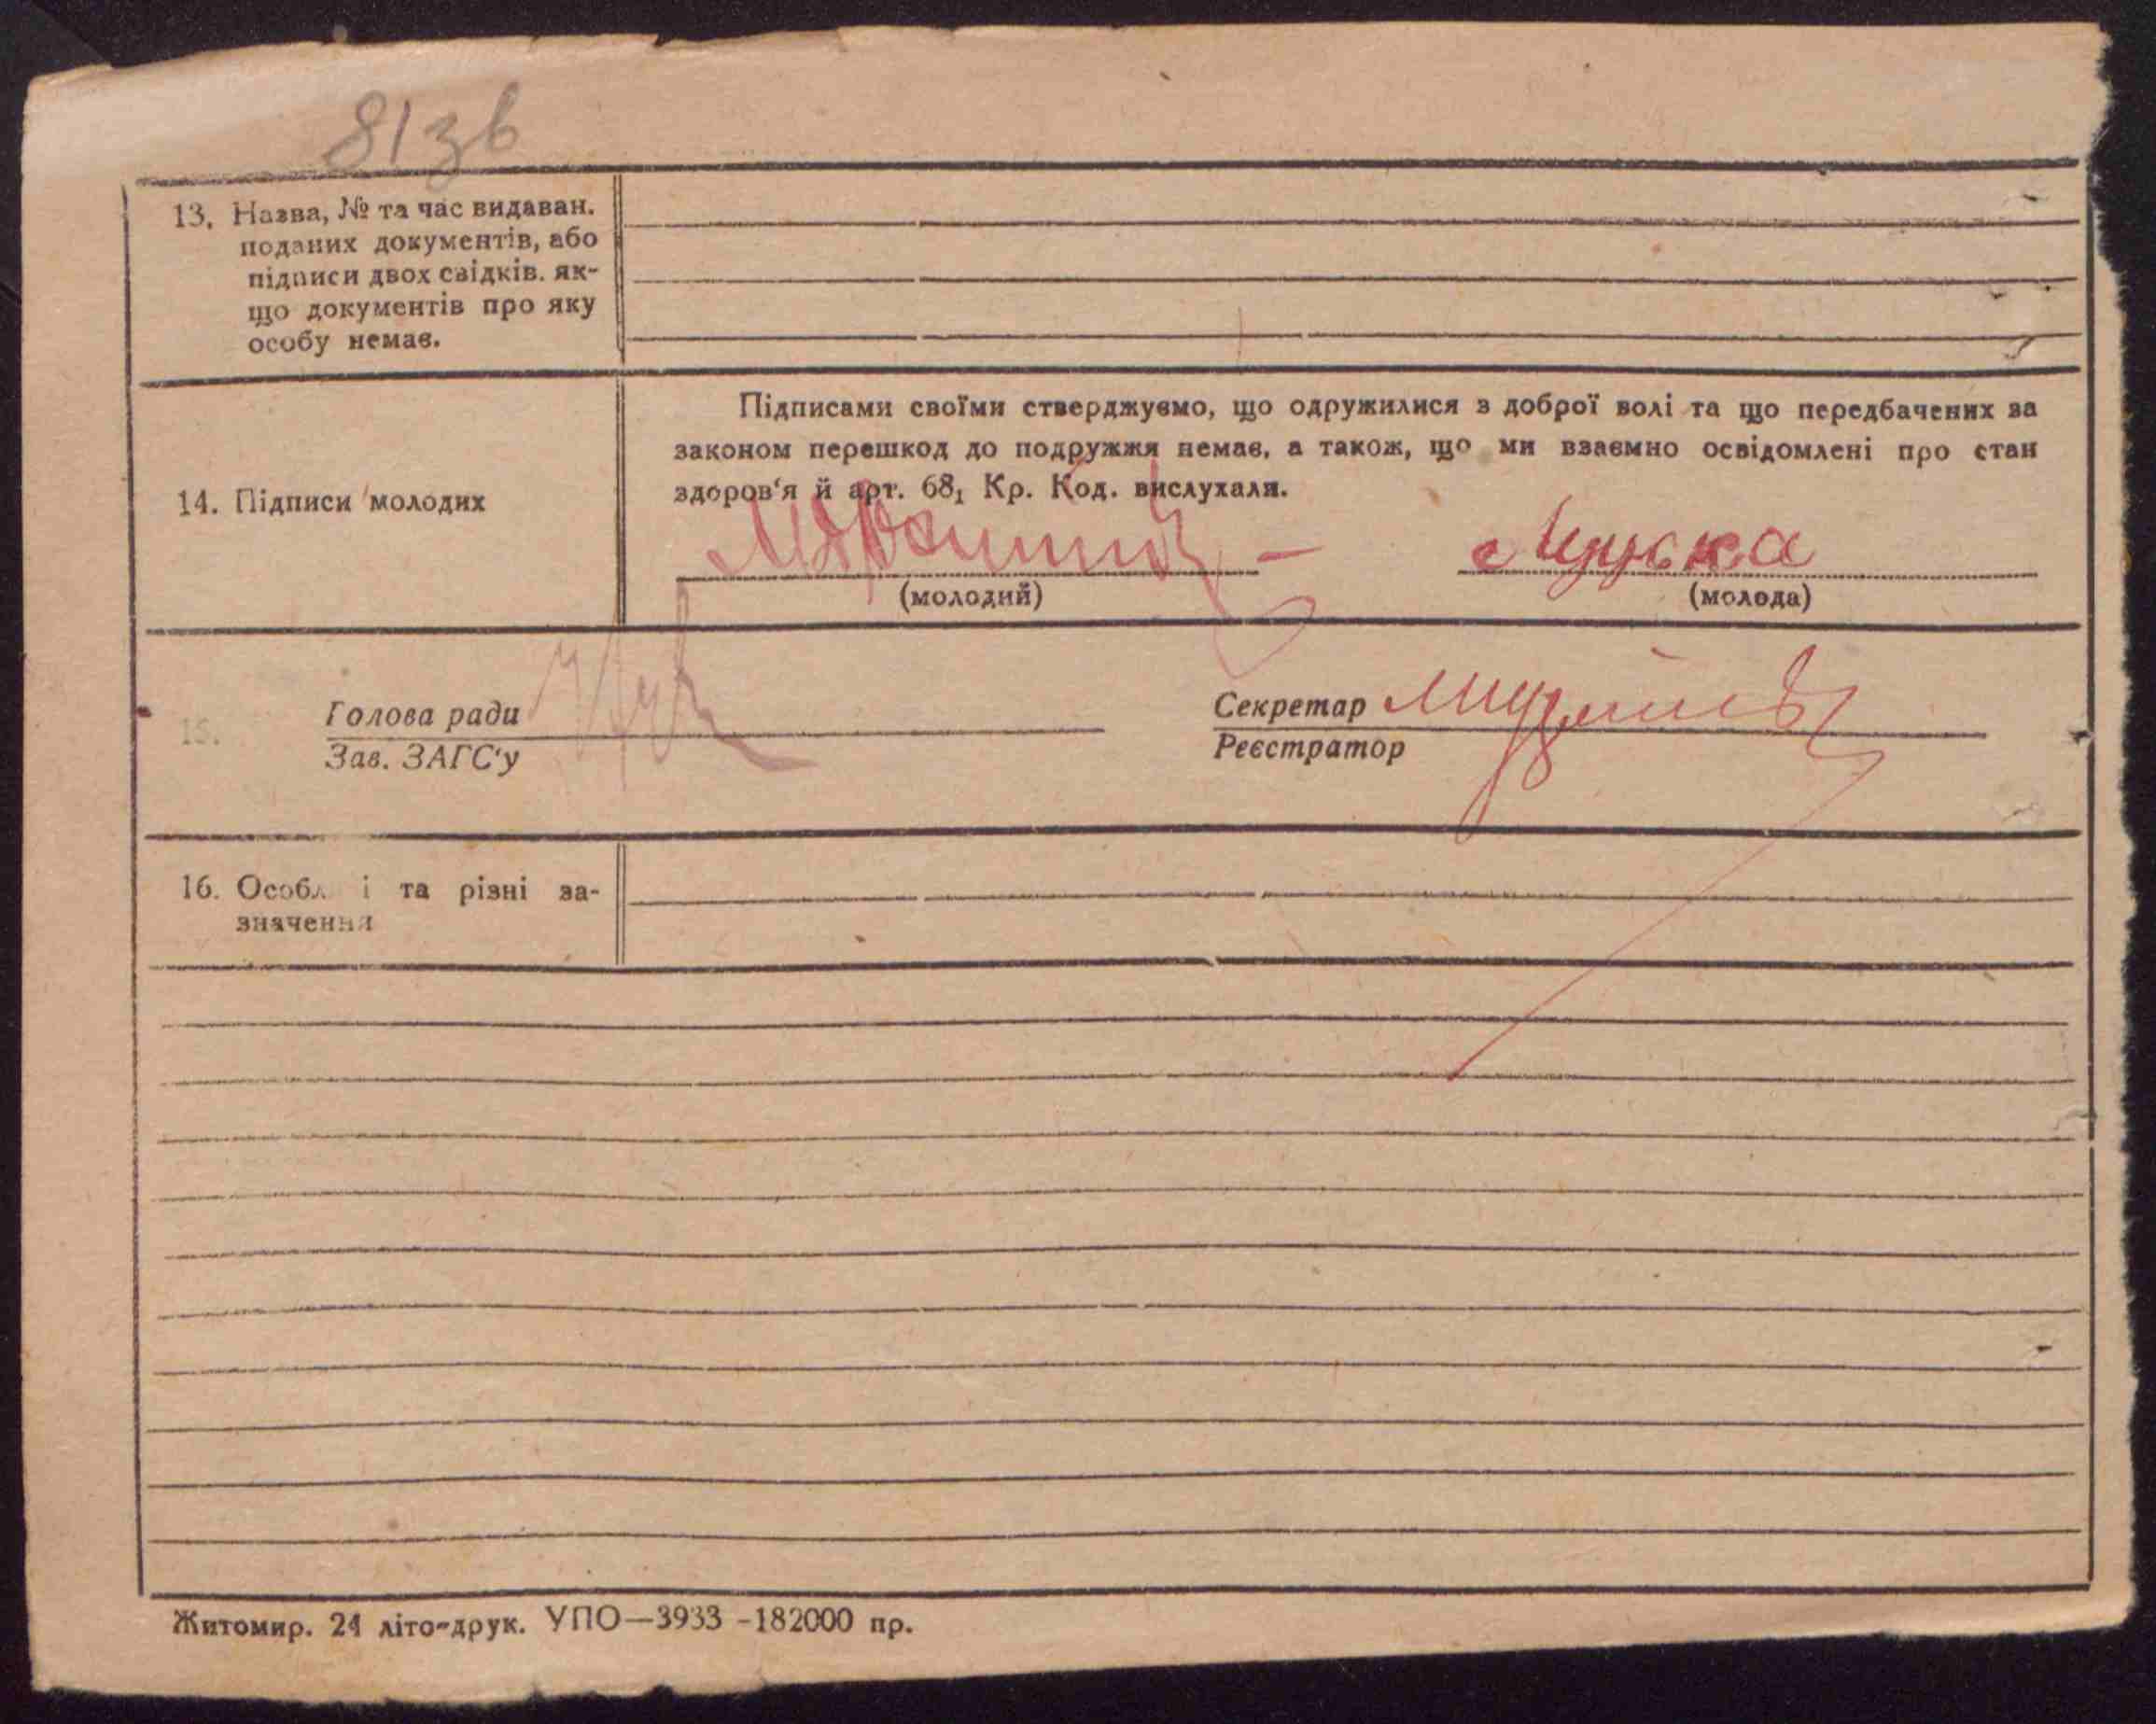 81зв
13. Назва, № та час видаван.
поданих документів, або
підписи двох свідків. як-
що документів про яку
особу немає.
Підписами своїми стверджуємо, що одружилися з доброї волі та що передбачених за
законом перешкод до подружжя немає, а також, що ми взаємно освідомлені про стан
здоров'я й арт. 68₁ Кр. Код. вислухали.
14. Підписи молодих
(молодий) (молода)
15. Голова ради Секретар
Зав. ЗАГС'у Реєстратор
16. Особл і та різні за-
значення
Житомир. 24 літо-друк. УПО—3933 -182000 пр.